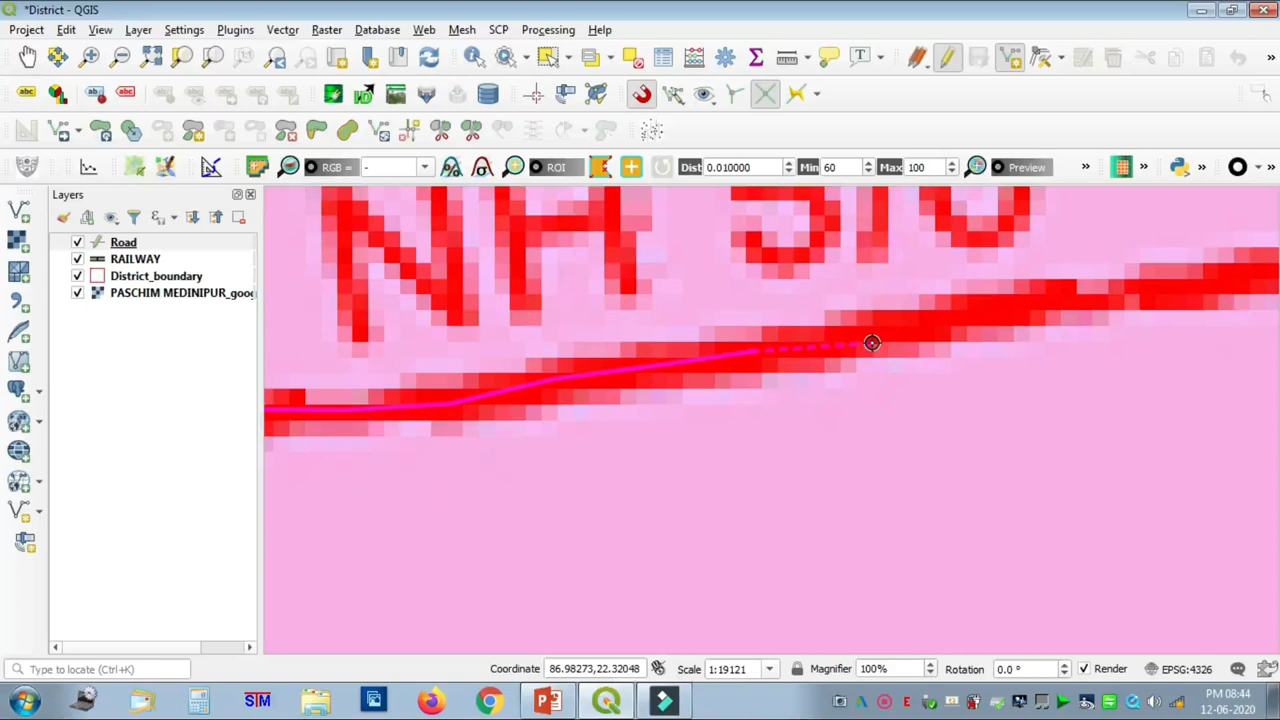 *District - QGIS
Project Edit View Layer Settings Plugins Vector Raster Database Web Mesh SCP Processing Help
RGB = - ROI Dist 0.010000 Min 60 Max 100 Preview
Layers
Road
RAILWAY
District_boundary
PASCHIM MEDINIPUR_goog
NH
Type to locate (Ctrl+K) Coordinate 86.98273,22.32048 Scale 1:19121 Magnifier 100% Rotation 0.0 ° Render EPSG:4326
STM
PM 08:44
12-06-2020